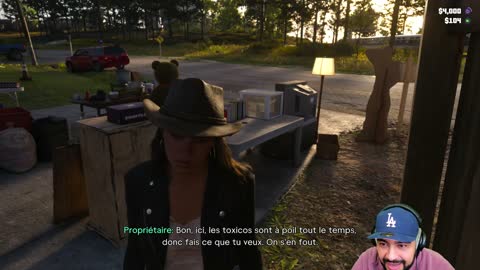 $4,000
$104
Propriétaire: Bon, ici, les toxicos sont à poil tout le temps,
donc fais ce que tu veux. On s'en fout.
LA